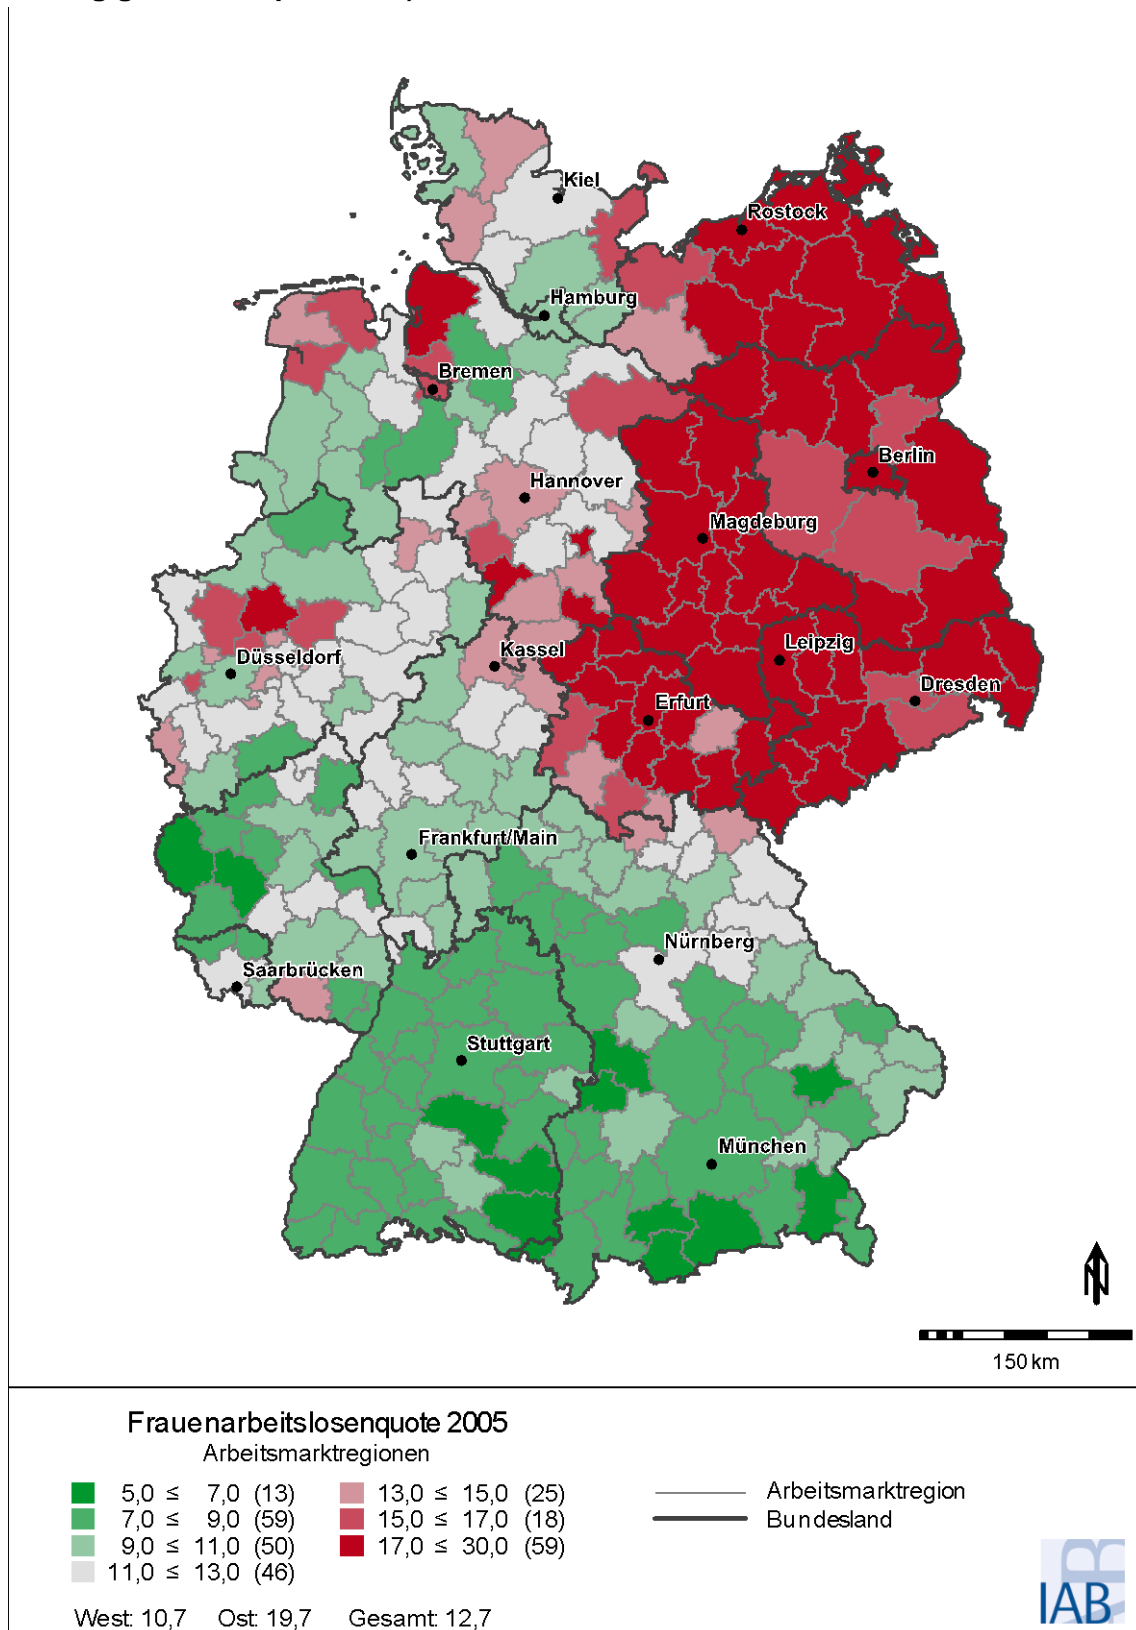 Kiel
Rostock
Hamburg
Bremen
Berlin
Hannover
Magdeburg
Leipzig
Düsseldorf
Kassel
Dresden
Erfurt
Frankfurt/Main
Nürnberg
Saarbrücken
Stuttgart
München
N
150 km
Frauenarbeitslosenquote 2005
Arbeitsmarktregionen
5,0 ≤ 7,0 (13)
7,0 ≤ 9,0 (59)
9,0 ≤ 11,0 (50)
11,0 ≤ 13,0 (46)
13,0 ≤ 15,0 (25)
15,0 ≤ 17,0 (18)
17,0 ≤ 30,0 (59)
Arbeitsmarktregion
Bundesland
West: 10,7 Ost: 19,7 Gesamt: 12,7
IAB